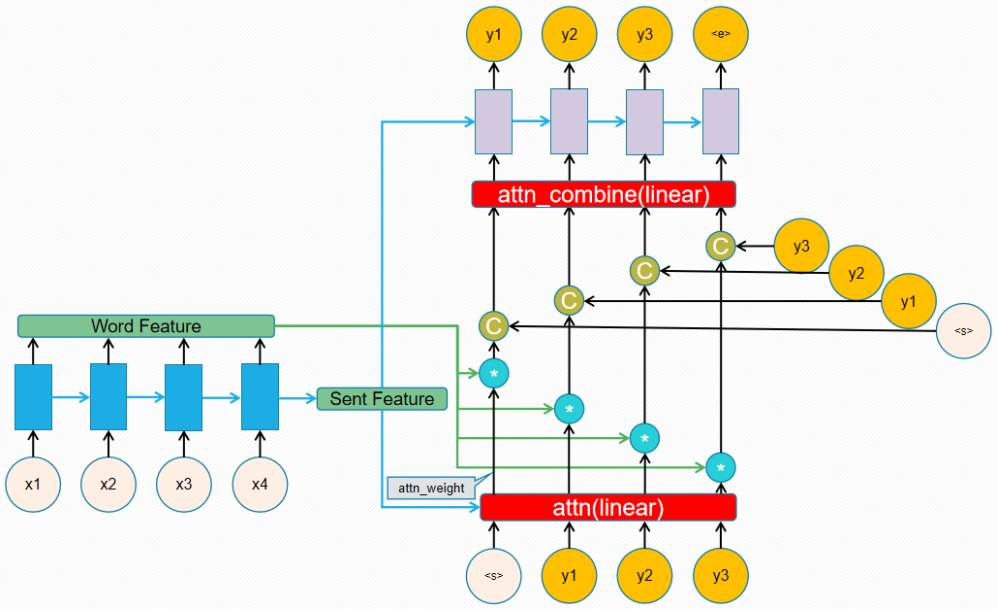 y1 y2 y3 <e>
attn_combine(linear)
C y3
C y2
C y1
C <s>
Word Feature
*
Sent Feature
*
*
*
x1 x2 x3 x4
attn_weight
attn(linear)
<s> y1 y2 y3